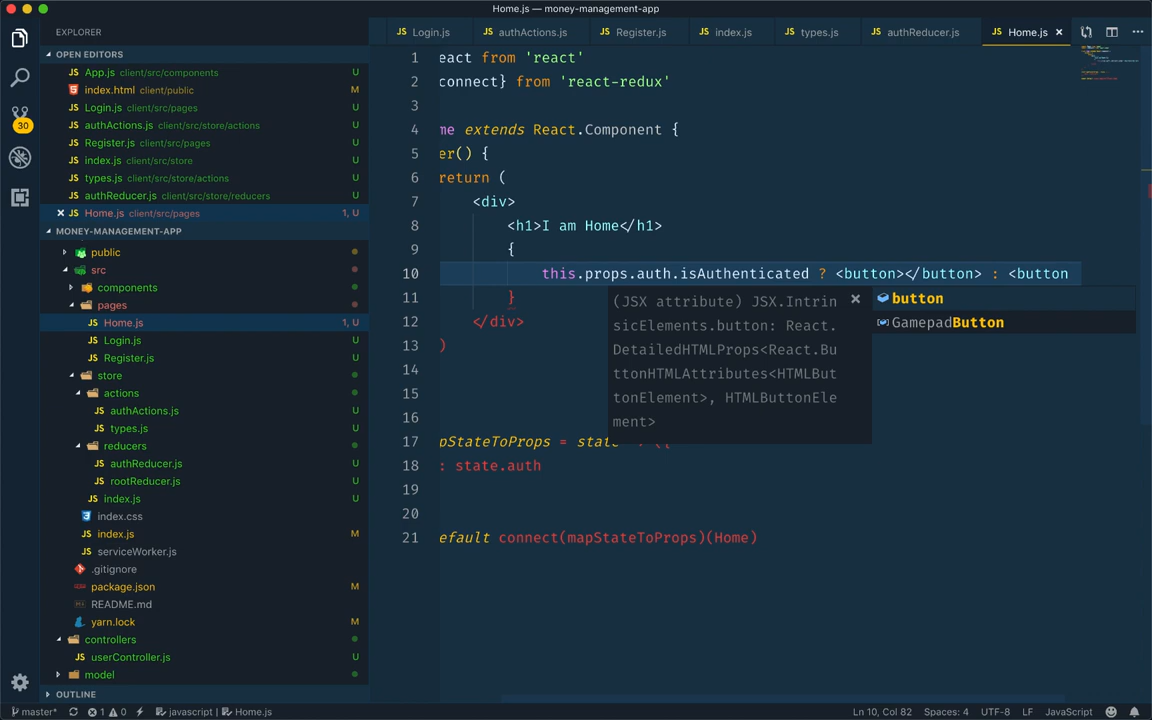 Home.js — money-management-app
EXPLORER
JS Login.js
JS authActions.js
JS Register.js
JS index.js
JS types.js
JS authReducer.js
JS Home.js ×
OPEN EDITORS
JS App.js client/src/components U
index.html client/public M
JS Login.js client/src/pages U
JS authActions.js client/src/store/actions U
JS Register.js client/src/pages U
JS index.js client/src/store U
JS types.js client/src/store/actions U
JS authReducer.js client/src/store/reducers U
× JS Home.js client/src/pages 1, U
30
MONEY-MANAGEMENT-APP
public
src
components
pages
JS Home.js 1, U
JS Login.js U
JS Register.js U
store
actions
JS authActions.js U
JS types.js U
reducers
JS authReducer.js U
JS rootReducer.js U
JS index.js U
index.css
JS index.js M
JS serviceWorker.js
.gitignore
package.json M
README.md
yarn.lock M
controllers
JS userController.js U
model
OUTLINE
1 eact from 'react'
2 connect} from 'react-redux'
3
4 me extends React.Component {
5 er() {
6 return (
7 <div>
8 <h1>I am Home</h1>
9 {
10 this.props.auth.isAuthenticated ? <button></button> : <button
11 }
12 </div>
13 )
14
15
16
17 pStateToProps = state
18 : state.auth
19
20
21 efault connect(mapStateToProps)(Home)
(JSX attribute) JSX.Intrin
sicElements.button: React.
DetailedHTMLProps<React.Bu
ttonHTMLAttributes<HTMLBut
tonElement>, HTMLButtonEle
ment>
button
GamepadButton
master* 1 0 javascript | Home.js Ln 10, Col 82 Spaces: 4 UTF-8 LF JavaScript